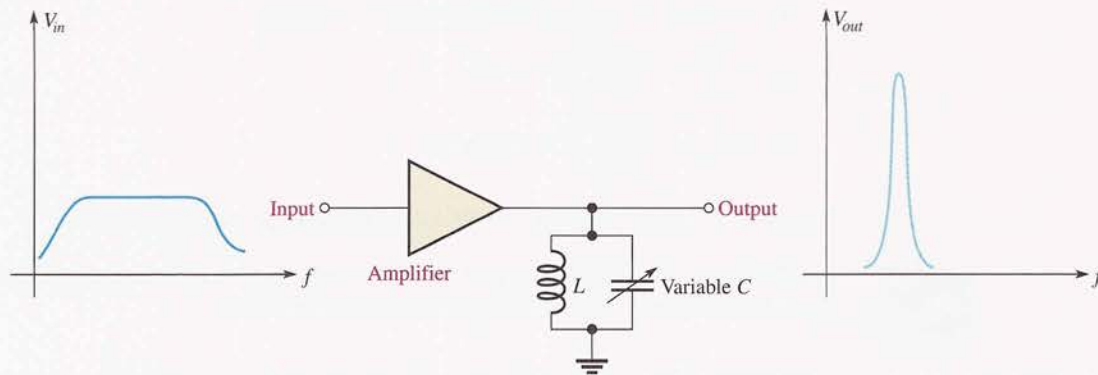 V_in
f
Input
Amplifier
L
Variable C
Output
V_out
f